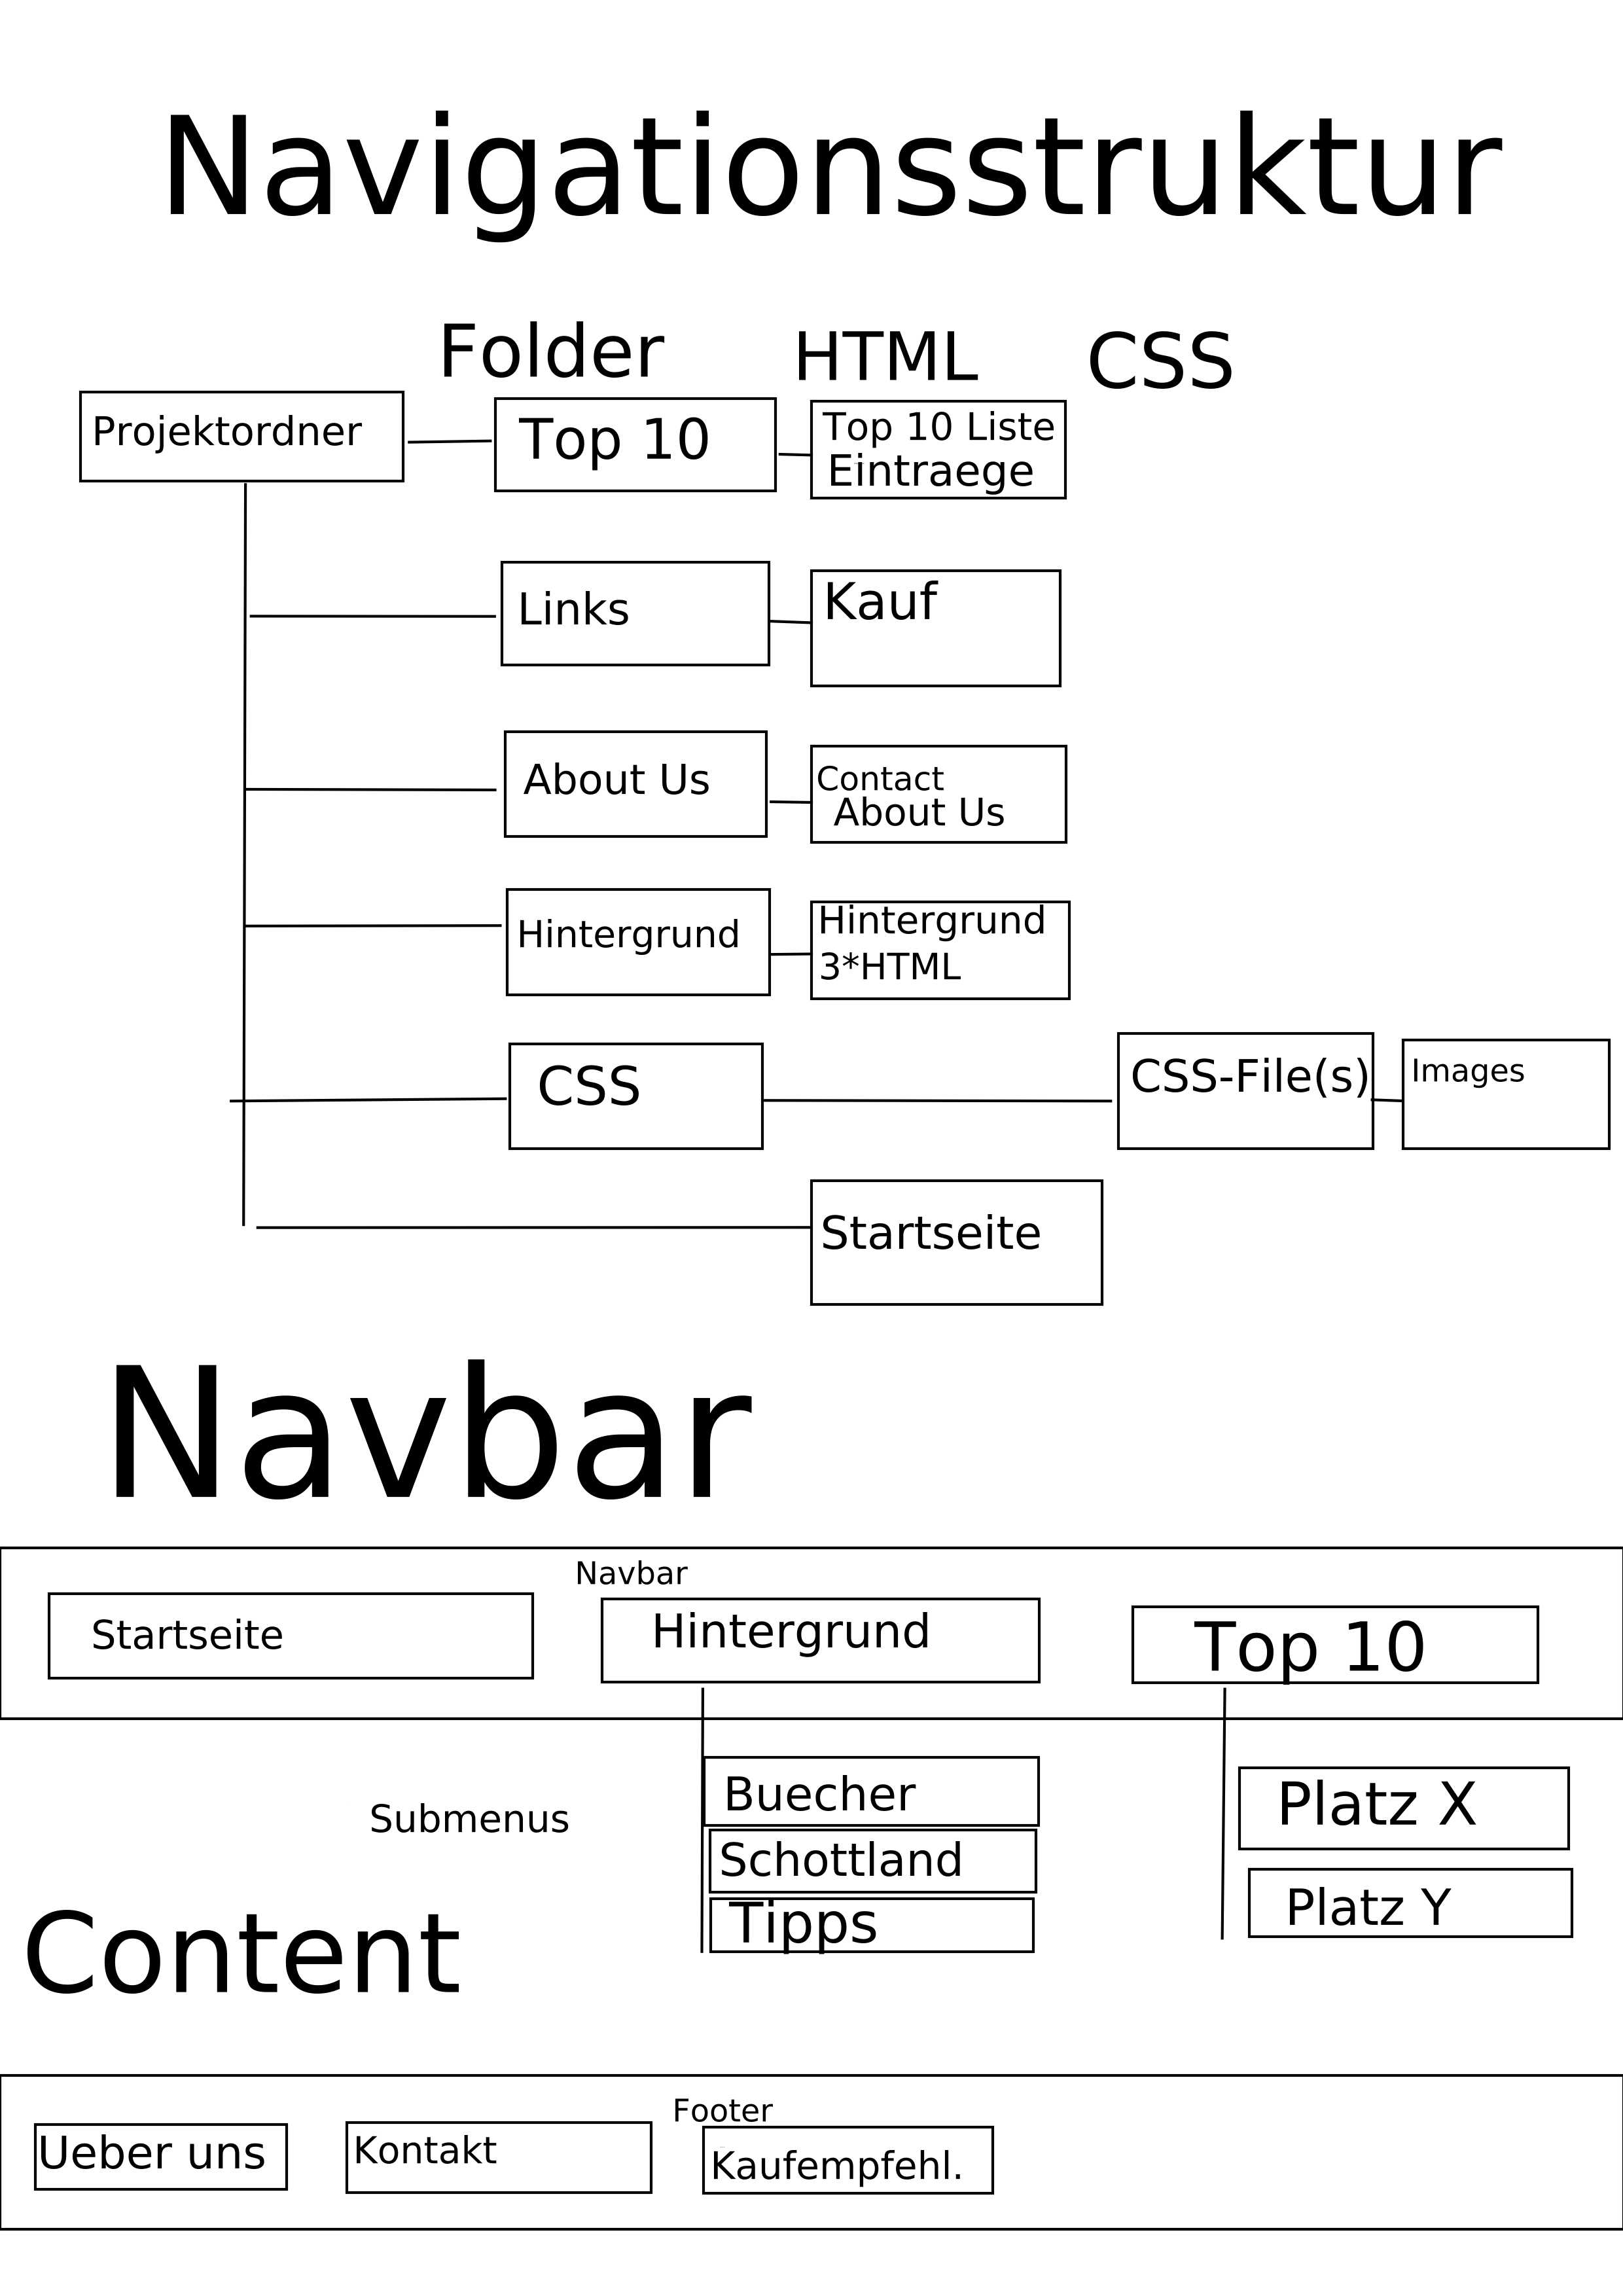 Navigationsstruktur
Folder
HTML
CSS
Projektordner
Top 10
Top 10 Liste
Eintraege
Links
Kauf
About Us
Contact
About Us
Hintergrund
Hintergrund
3*HTML
CSS
CSS-File(s)
Images
Startseite
Navbar
Navbar
Startseite
Hintergrund
Top 10
Submenus
Buecher
Schottland
Tipps
Platz X
Platz Y
Content
Footer
Ueber uns
Kontakt
Kaufempfehl.